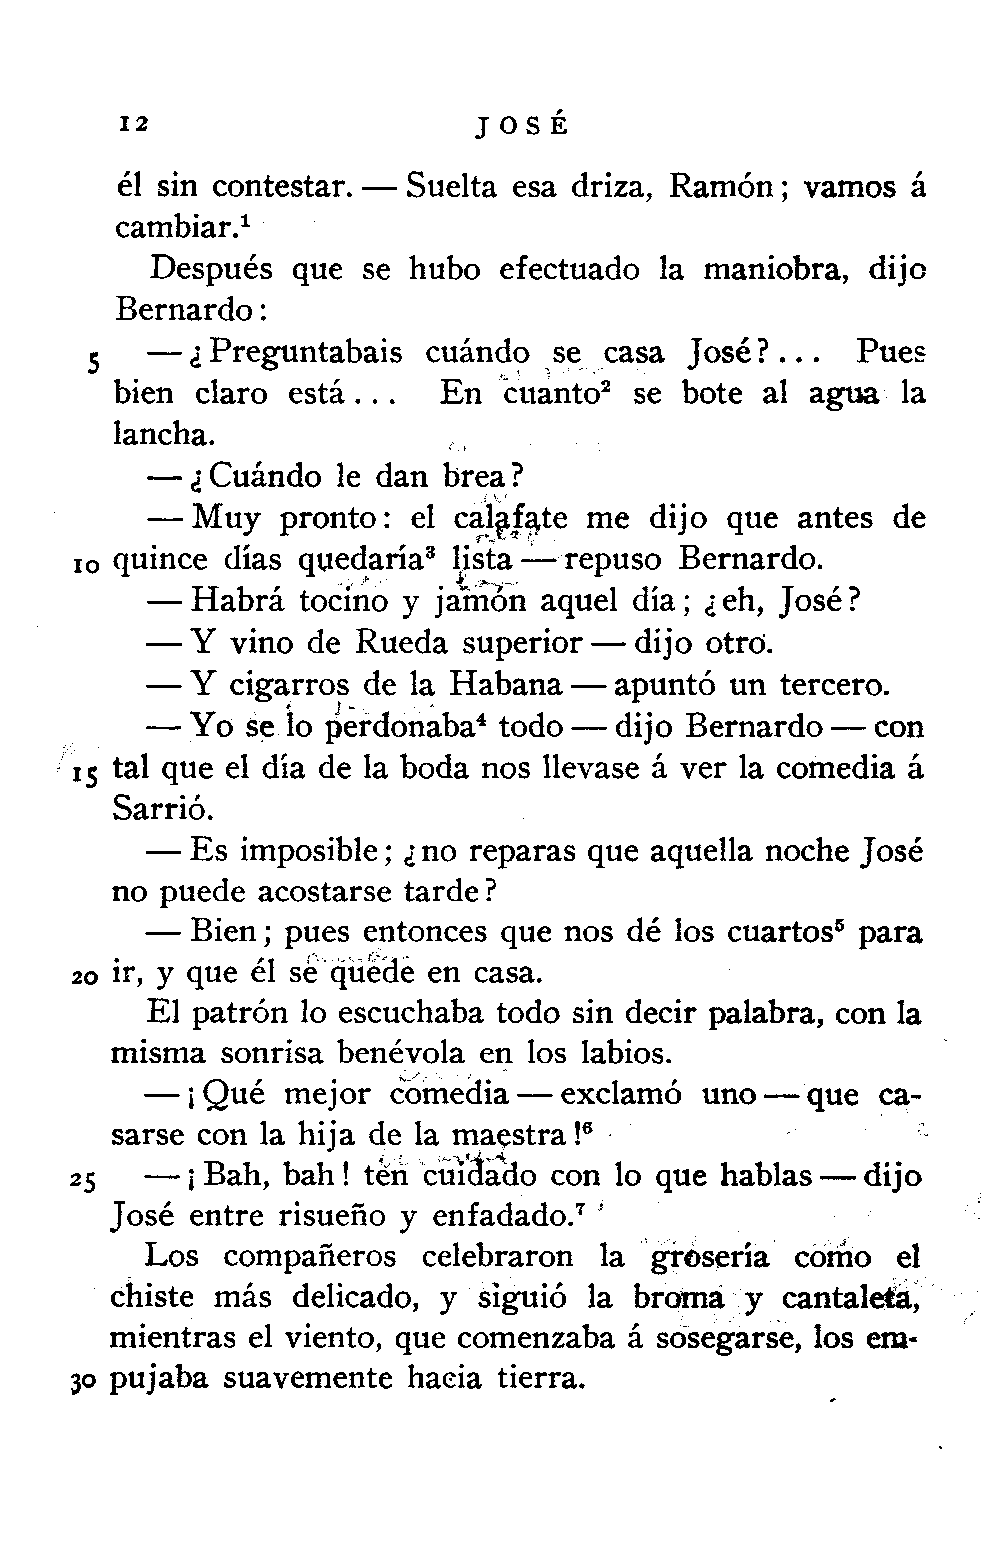 12 JOSÉ
él sin contestar. — Suelta esa driza, Ramón; vamos á
cambiar.¹
Después que se hubo efectuado la maniobra, dijo
Bernardo:
5 — ¿Preguntabais cuándo se casa José?... Pues
bien claro está... En cuanto² se bote al agua la
lancha.
— ¿Cuándo le dan brea?
— Muy pronto: el calafate me dijo que antes de
10 quince días quedaría³ lista — repuso Bernardo.
— Habrá tocino y jamón aquel día; ¿eh, José?
— Y vino de Rueda superior — dijo otro.
— Y cigarros de la Habana — apuntó un tercero.
— Yo se lo perdonaba⁴ todo — dijo Bernardo — con
15 tal que el día de la boda nos llevase á ver la comedia á
Sarrió.
— Es imposible; ¿no reparas que aquella noche José
no puede acostarse tarde?
— Bien; pues entonces que nos dé los cuartos⁵ para
20 ir, y que él se quede en casa.
El patrón lo escuchaba todo sin decir palabra, con la
misma sonrisa benévola en los labios.
— ¡Qué mejor comedia — exclamó uno — que ca-
sarse con la hija de la maestra!⁶
25 — ¡Bah, bah! ten cuidado con lo que hablas — dijo
José entre risueño y enfadado.⁷
Los compañeros celebraron la grosería como el
chiste más delicado, y siguió la broma y cantaleta,
mientras el viento, que comenzaba á sosegarse, los em-
30 pujaba suavemente hacia tierra.